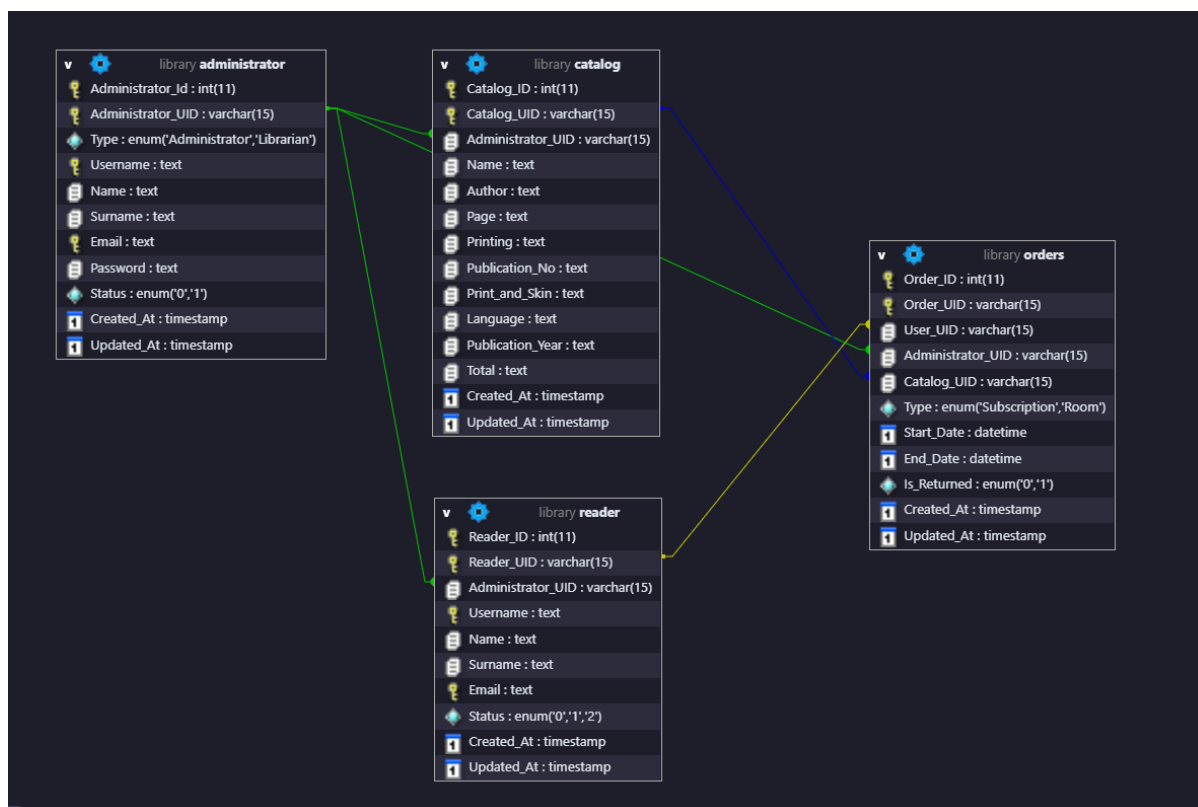 v library administrator
Administrator_Id : int(11)
Administrator_UID : varchar(15)
Type : enum('Administrator','Librarian')
Username : text
Name : text
Surname : text
Email : text
Password : text
Status : enum('0','1')
Created_At : timestamp
Updated_At : timestamp
v library catalog
Catalog_ID : int(11)
Catalog_UID : varchar(15)
Administrator_UID : varchar(15)
Name : text
Author : text
Page : text
Printing : text
Publication_No : text
Print_and_Skin : text
Language : text
Publication_Year : text
Total : text
Created_At : timestamp
Updated_At : timestamp
v library orders
Order_ID : int(11)
Order_UID : varchar(15)
User_UID : varchar(15)
Administrator_UID : varchar(15)
Catalog_UID : varchar(15)
Type : enum('Subscription','Room')
Start_Date : datetime
End_Date : datetime
Is_Returned : enum('0','1')
Created_At : timestamp
Updated_At : timestamp
v library reader
Reader_ID : int(11)
Reader_UID : varchar(15)
Administrator_UID : varchar(15)
Username : text
Name : text
Surname : text
Email : text
Status : enum('0','1','2')
Created_At : timestamp
Updated_At : timestamp